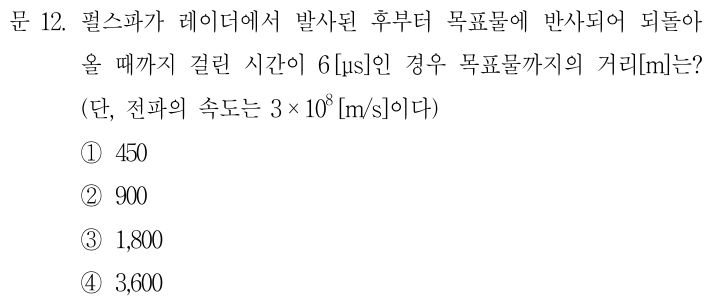 문 12. 펄스파가 레이더에서 발사된 후부터 목표물에 반사되어 되돌아
올 때까지 걸린 시간이 6[µs]인 경우 목표물까지의 거리[m]는?
(단, 전파의 속도는 3 × 10⁸[m/s]이다)
① 450
② 900
③ 1,800
④ 3,600